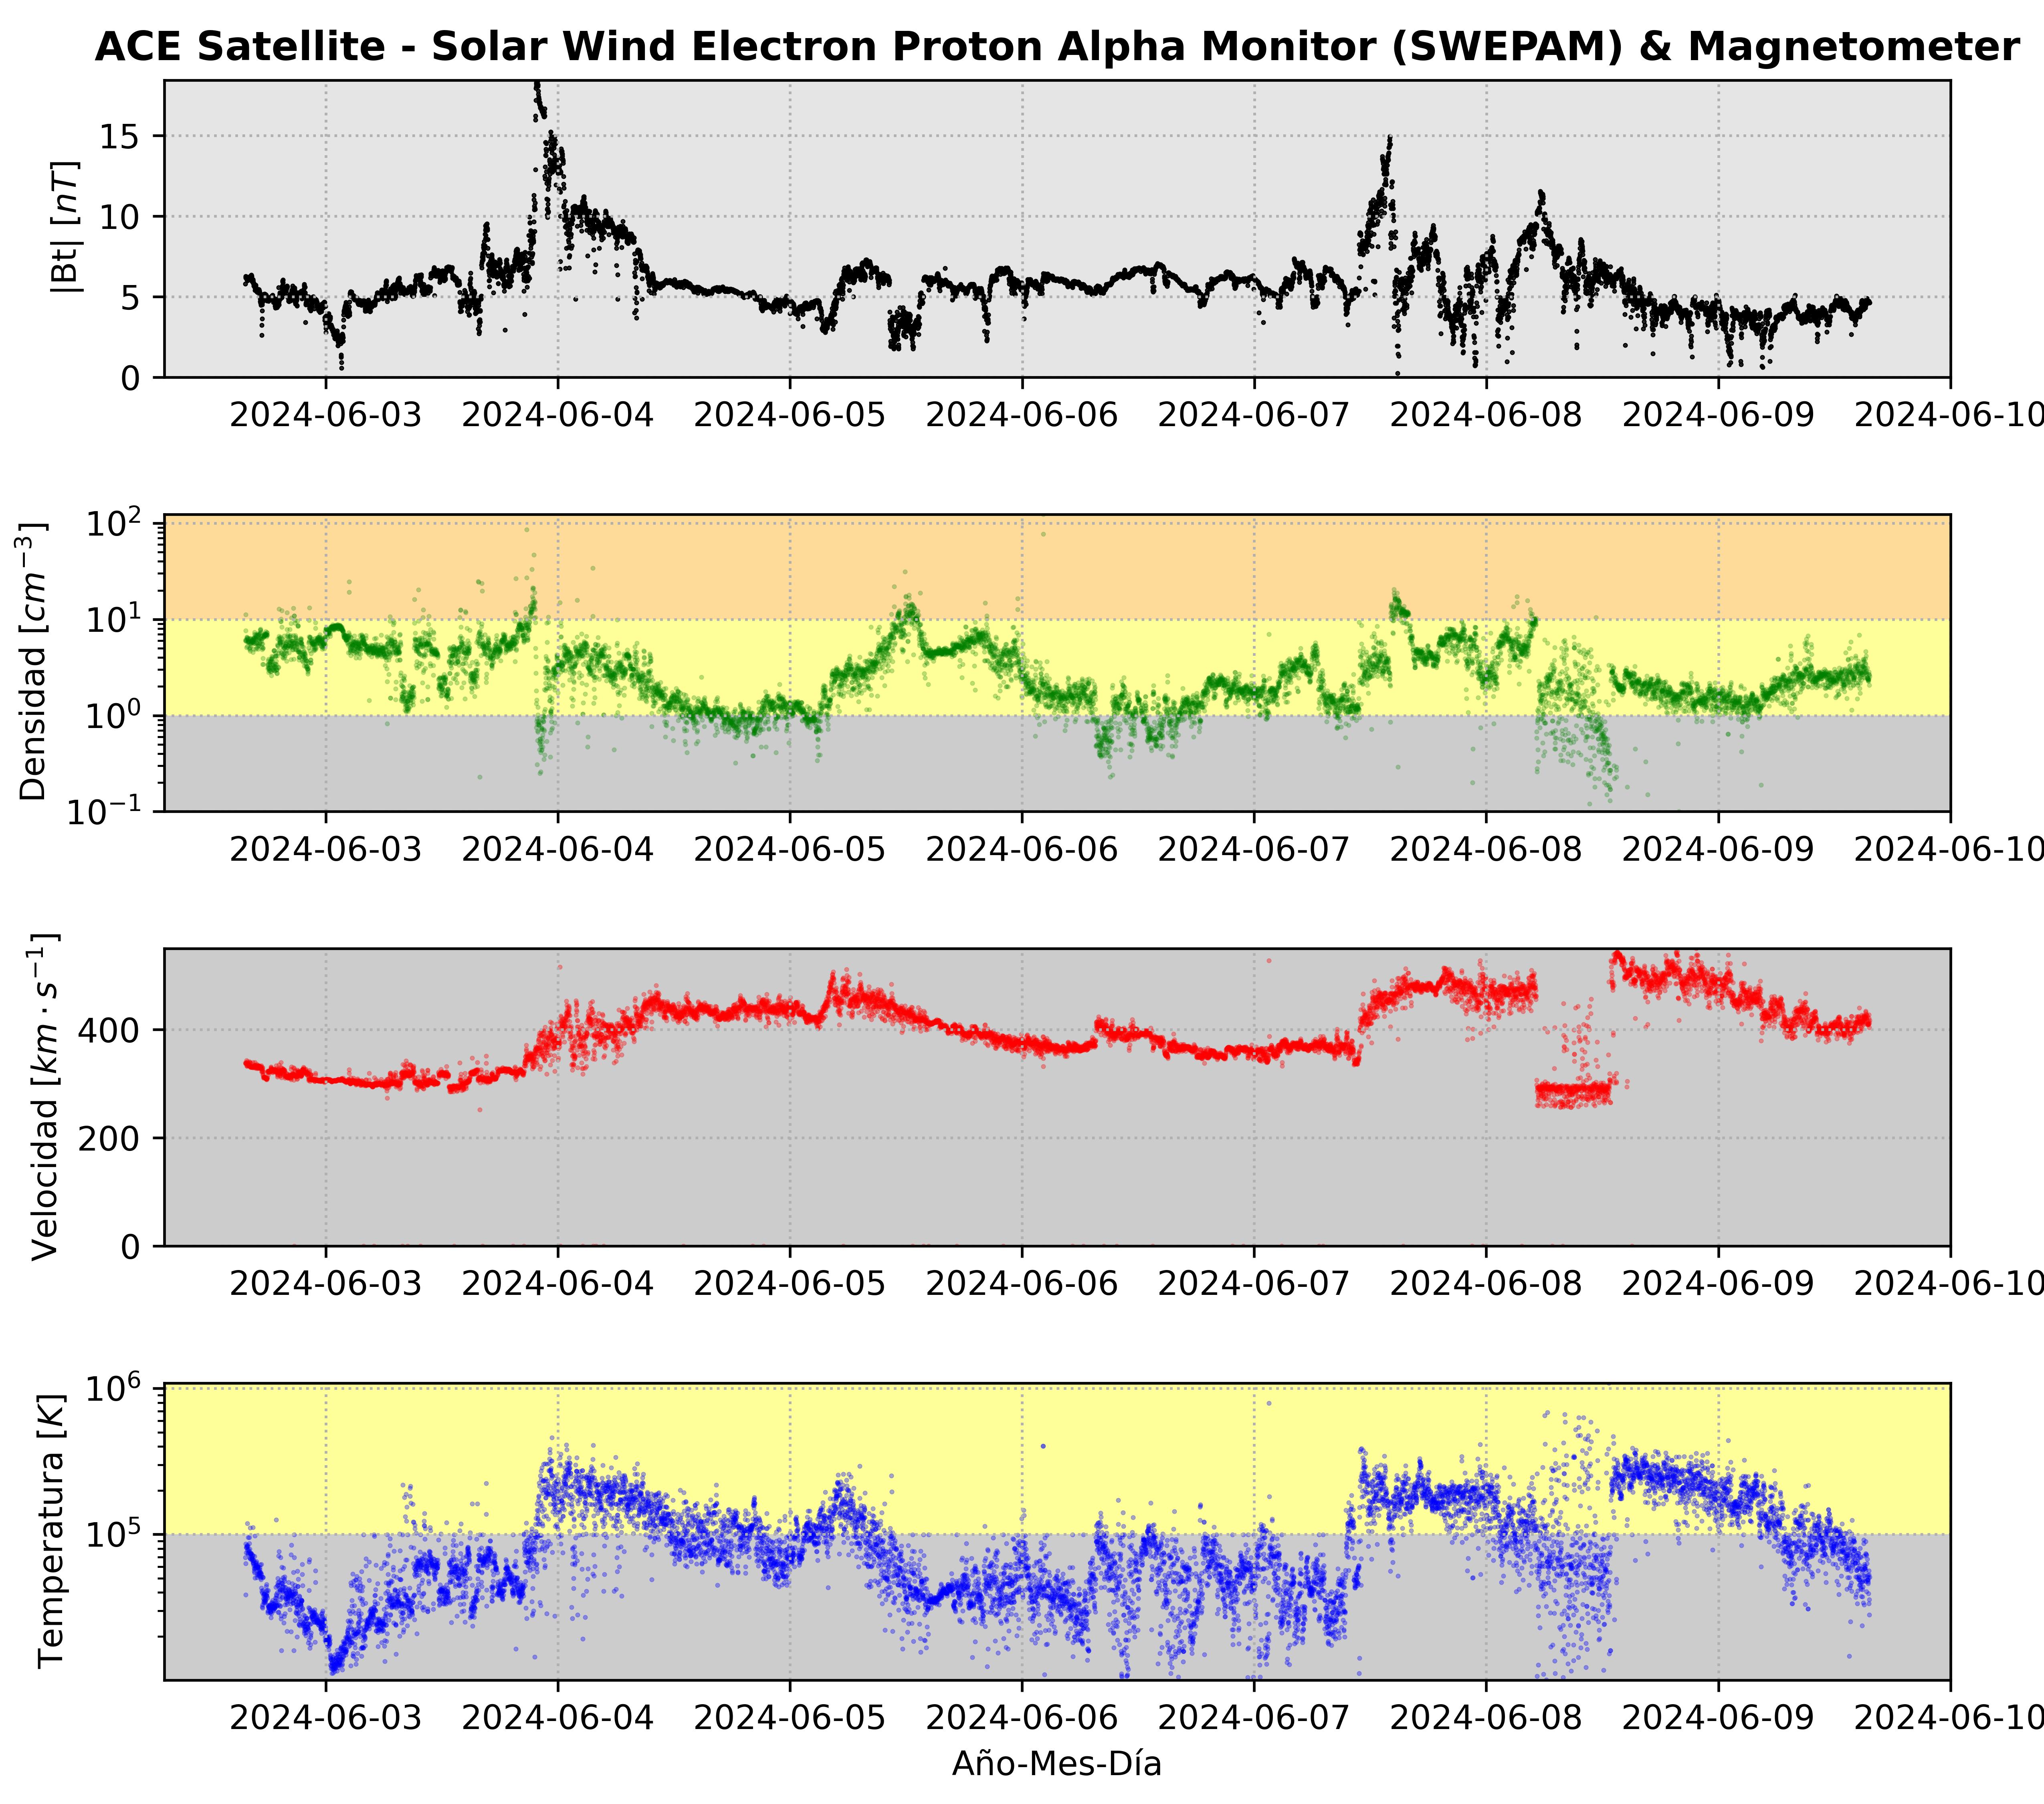 ACE Satellite - Solar Wind Electron Proton Alpha Monitor (SWEPAM) & Magnetometer
|Bt| [nT]
15
10
5
0
2024-06-03 2024-06-04 2024-06-05 2024-06-06 2024-06-07 2024-06-08 2024-06-09 2024-06-10
Densidad [cm⁻³]
10²
10¹
10⁰
10⁻¹
2024-06-03 2024-06-04 2024-06-05 2024-06-06 2024-06-07 2024-06-08 2024-06-09 2024-06-10
Velocidad [km · s⁻¹]
400
200
0
2024-06-03 2024-06-04 2024-06-05 2024-06-06 2024-06-07 2024-06-08 2024-06-09 2024-06-10
Temperatura [K]
10⁶
10⁵
2024-06-03 2024-06-04 2024-06-05 2024-06-06 2024-06-07 2024-06-08 2024-06-09 2024-06-10
Año-Mes-Día